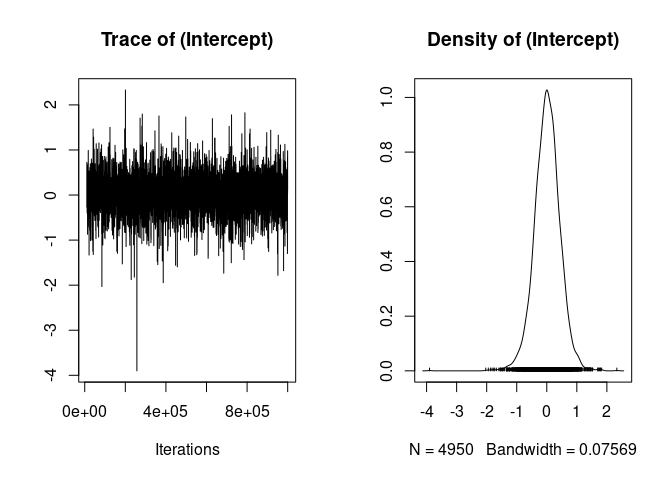 Trace of (Intercept)
2
1
0
-1
-2
-3
-4
0e+00 4e+05 8e+05
Iterations
Density of (Intercept)
1.0
0.8
0.6
0.4
0.2
0.0
-4 -3 -2 -1 0 1 2
N = 4950 Bandwidth = 0.07569